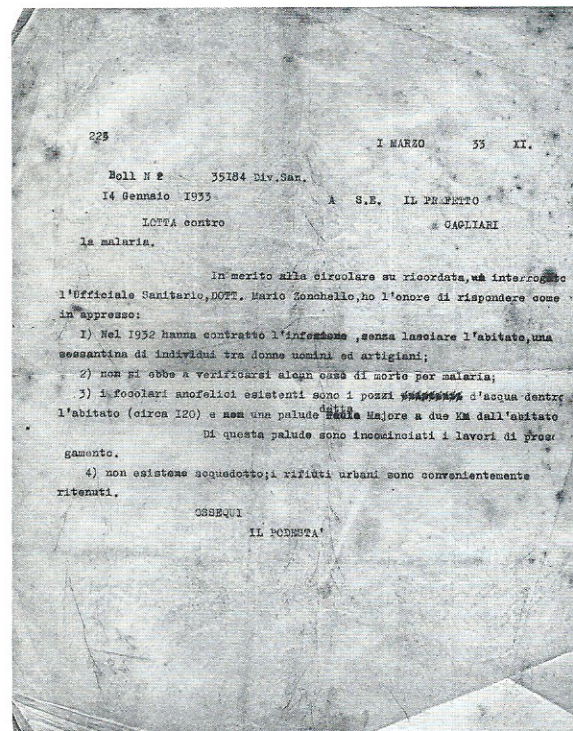 225
I MARZO 33 XI.
Boll N 2 35184 Div.San.
14 Gennaio 1933
A S.E. IL PREFETTO
LOTTA contro
CAGLIARI
la malaria.
In merito alla circolare su ricordata, interrogato
l'Ufficiale Sanitario,DOTT. Mario Zonchello,ho l'onore di rispondere come
in appresso:
I) Nel 1932 hanna contratto l'infezione ,senza lasciare l'abitato,una
sessantina di individui tra donne uomini ed artigiani;
2) non si ebbe a verificarsi alcun caso di morte per malaria;
3) i focolari anofelici esistenti sono i pozzi d'acqua dentro
l'abitato (circa I20) e una palude detta Paule Majore a due Km dall'abitato
Di questa palude sono incominciati i lavori di prosc
gamento.
4) non esisteme acquedotto;i rifiuti urbani sono convenientemente
ritenuti.
OSSEQUI
IL PODESTA'